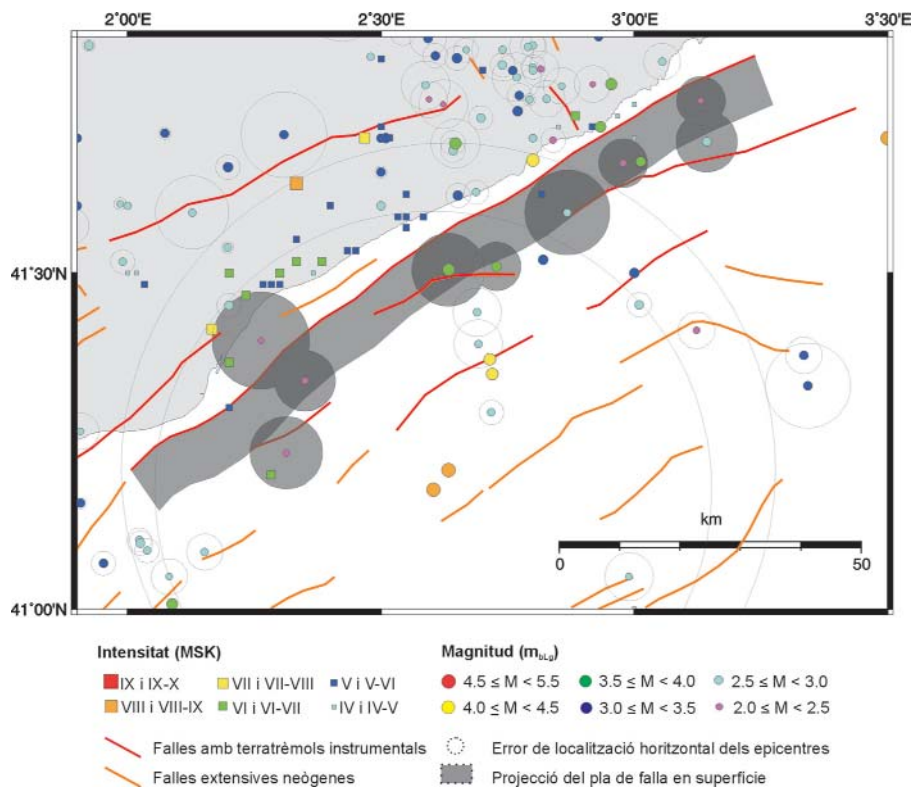 2˚00'E 2˚30'E 3˚00'E 3˚30'E
41˚30'N
km
0 50
41˚00'N
Intensitat (MSK) Magnitud (mbLg)
IX i IX-X VII i VII-VIII V i V-VI 4.5 ≤ M < 5.5 3.5 ≤ M < 4.0 2.5 ≤ M < 3.0
VIII i VIII-IX VI i VI-VII IV i IV-V 4.0 ≤ M < 4.5 3.0 ≤ M < 3.5 2.0 ≤ M < 2.5
Falles amb terratrèmols instrumentals Error de localització horitzontal dels epicentres
Falles extensives neògenes Projecció del pla de falla en superfície